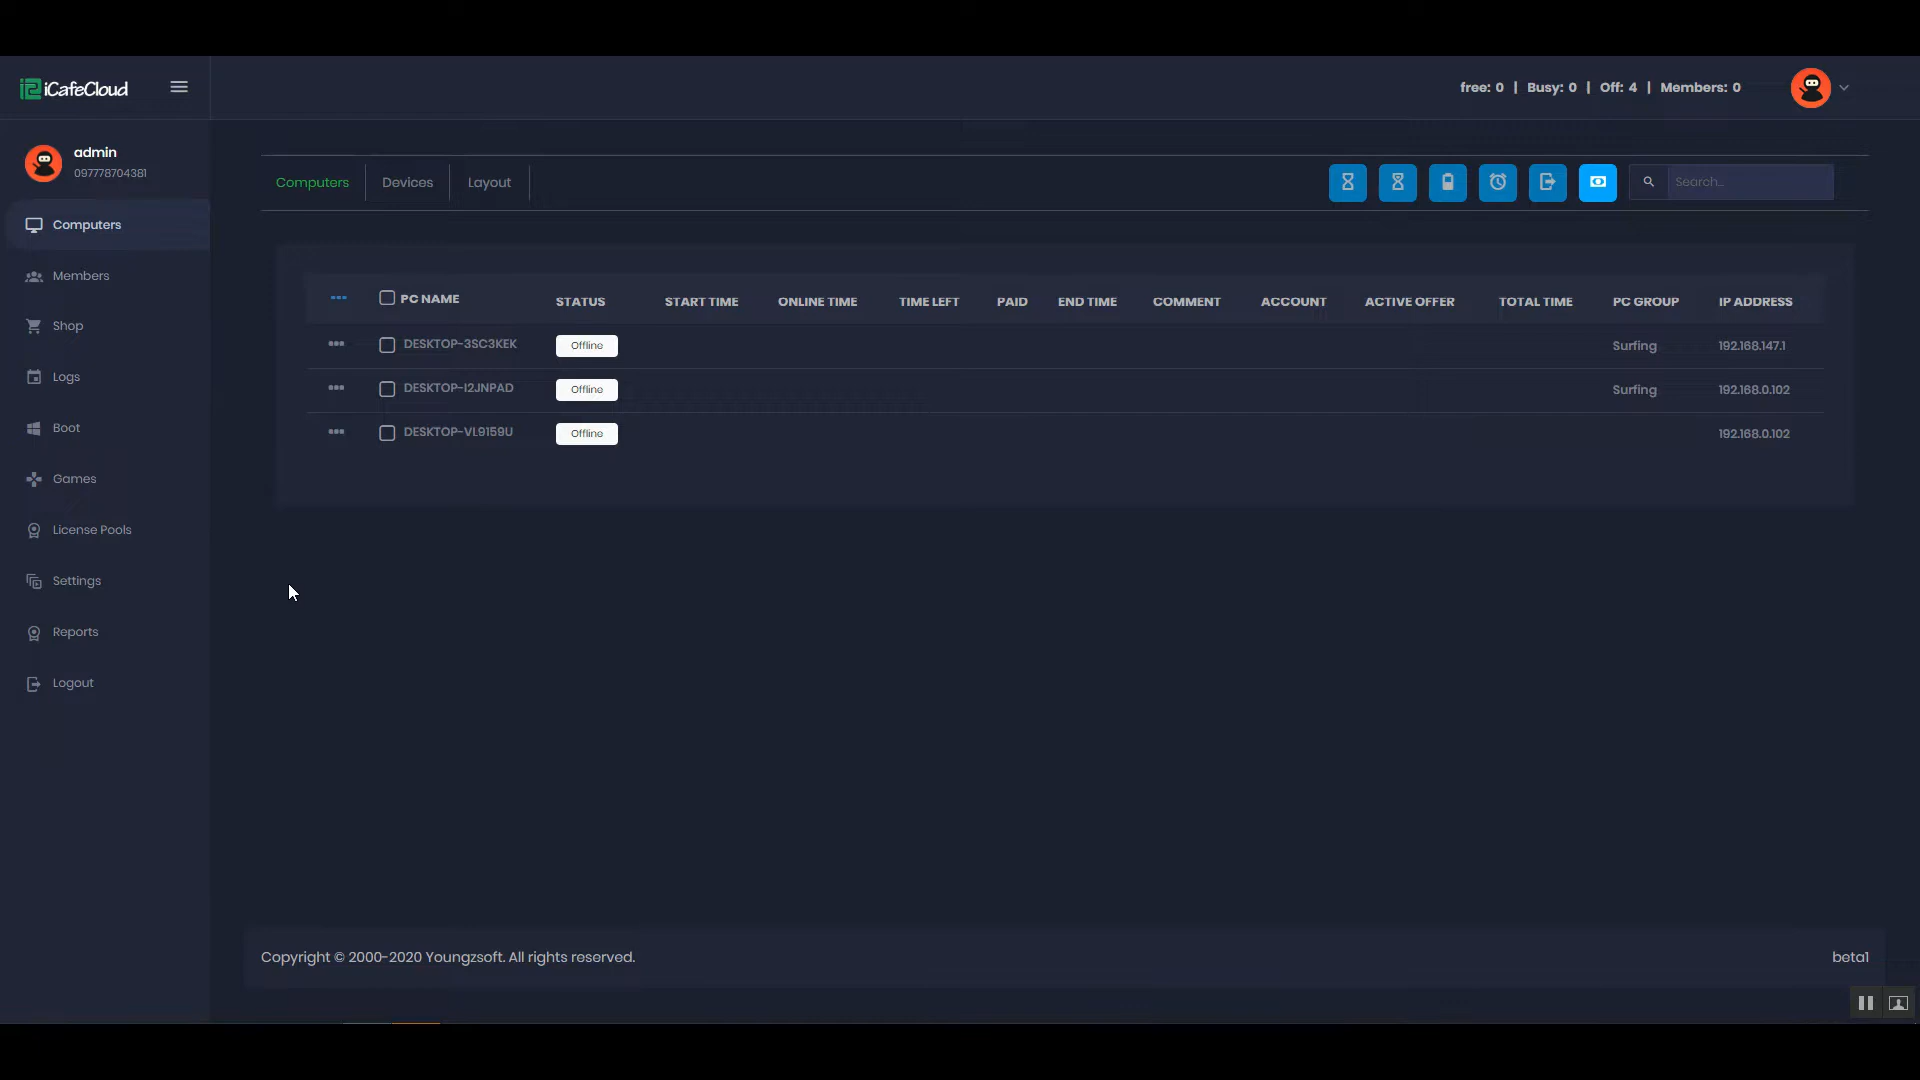 iCafeCloud
free: 0 | Busy: 0 | Off: 4 | Members: 0
admin
097778704381
Computers
Members
Shop
Logs
Boot
Games
License Pools
Settings
Reports
Logout
Computers Devices Layout Search...
PC NAME STATUS START TIME ONLINE TIME TIME LEFT PAID END TIME COMMENT ACCOUNT ACTIVE OFFER TOTAL TIME PC GROUP IP ADDRESS
DESKTOP-3SC3KEK Offline Surfing 192.168.147.1
DESKTOP-I2JNPAD Offline Surfing 192.168.0.102
DESKTOP-VL9159U Offline 192.168.0.102
Copyright © 2000-2020 Youngzsoft. All rights reserved. beta1